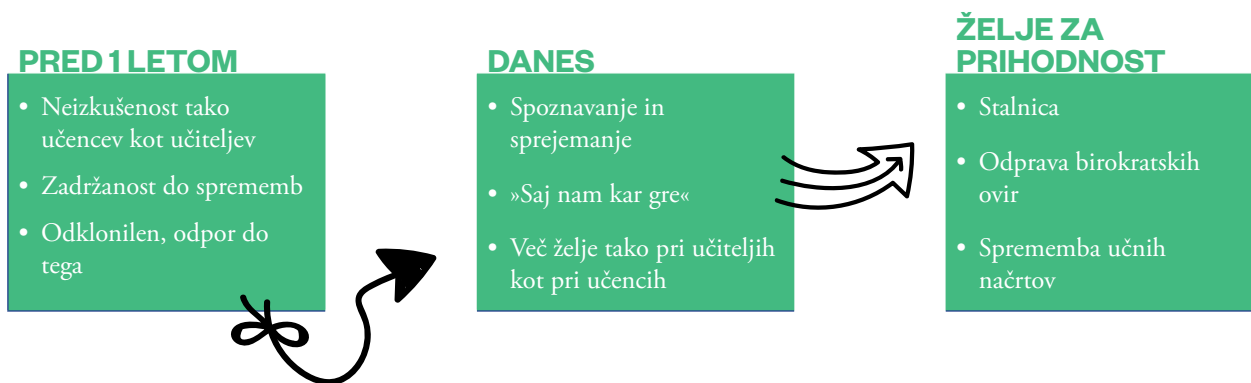 PRED 1 LETOM
• Neizkušenost tako
učencev kot učiteljev
• Zadržanost do sprememb
• Odklonilen, odpor do
tega
DANES
• Spoznavanje in
sprejemanje
• »Saj nam kar gre«
• Več želje tako pri učiteljih
kot pri učencih
ŽELJE ZA
PRIHODNOST
• Stalnica
• Odprava birokratskih
ovir
• Sprememba učnih
načrtov